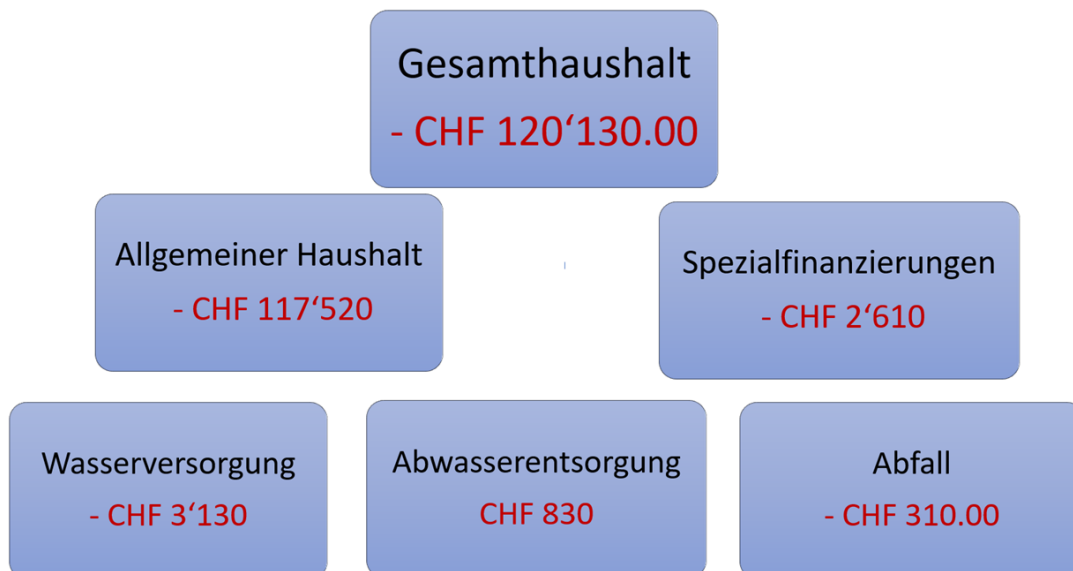 Gesamthaushalt
- CHF 120‘130.00
Allgemeiner Haushalt
- CHF 117‘520
Spezialfinanzierungen
- CHF 2‘610
Wasserversorgung
- CHF 3‘130
Abwasserentsorgung
CHF 830
Abfall
- CHF 310.00